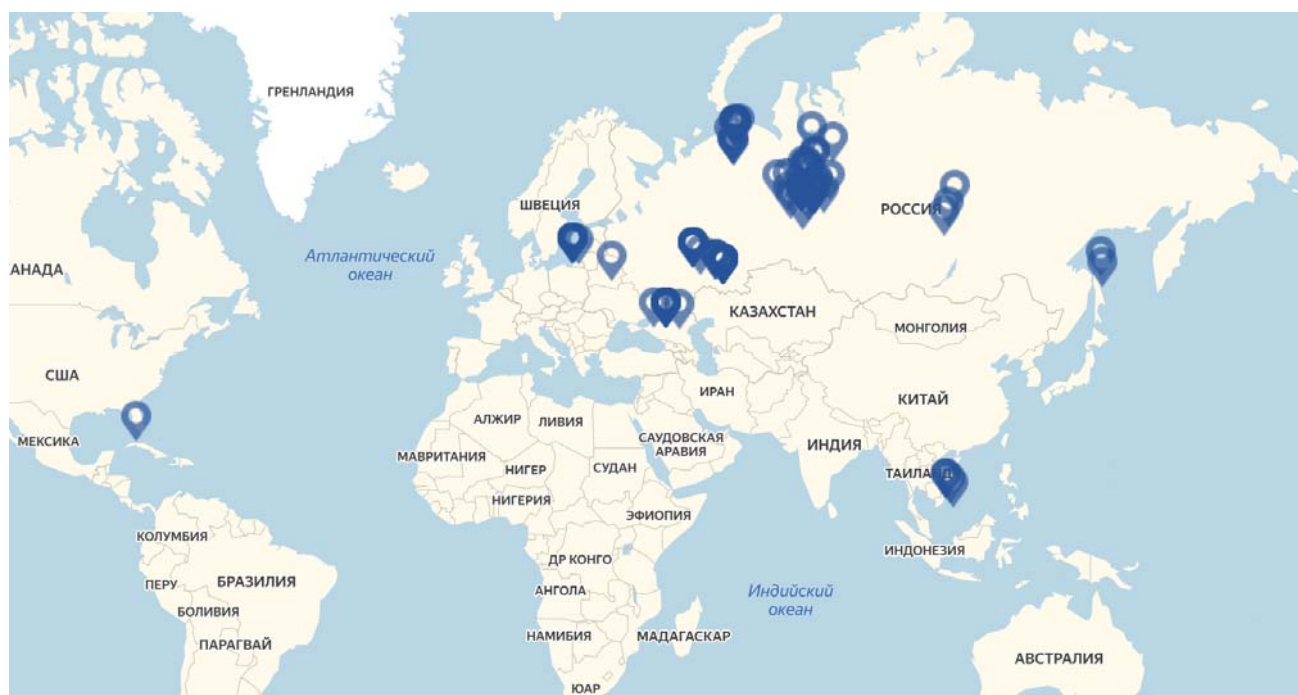 ГРЕНЛАНДИЯ
ШВЕЦИЯ
РОССИЯ
Атлантический
океан
АНАДА
КАЗАХСТАН
МОНГОЛИЯ
США
ИРАН
КИТАЙ
МЕКСИКА
АЛЖИР
ЛИВИЯ
САУДОВСКАЯ
АРАВИЯ
ИНДИЯ
МАВРИТАНИЯ
НИГЕР
СУДАН
ТАИЛАНД
НИГЕРИЯ
ЭФИОПИЯ
КОЛУМБИЯ
ДР КОНГО
ИНДОНЕЗИЯ
ПЕРУ
БРАЗИЛИЯ
АНГОЛА
Индийский
океан
БОЛИВИЯ
ПАРАГВАЙ
НАМИБИЯ
МАДАГАСКАР
АВСТРАЛИЯ
ЮАР